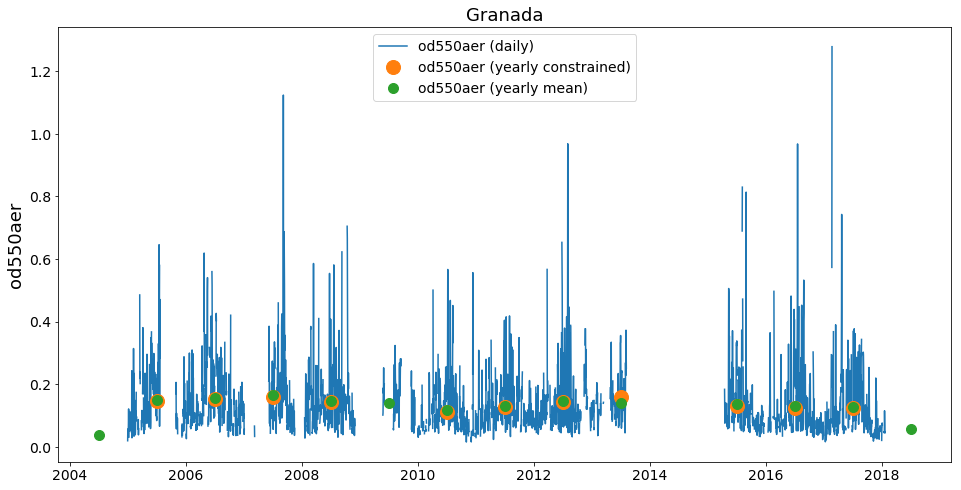 Granada
od550aer (daily)
od550aer (yearly constrained)
od550aer (yearly mean)
od550aer
1.2
1.0
0.8
0.6
0.4
0.2
0.0
2004 2006 2008 2010 2012 2014 2016 2018